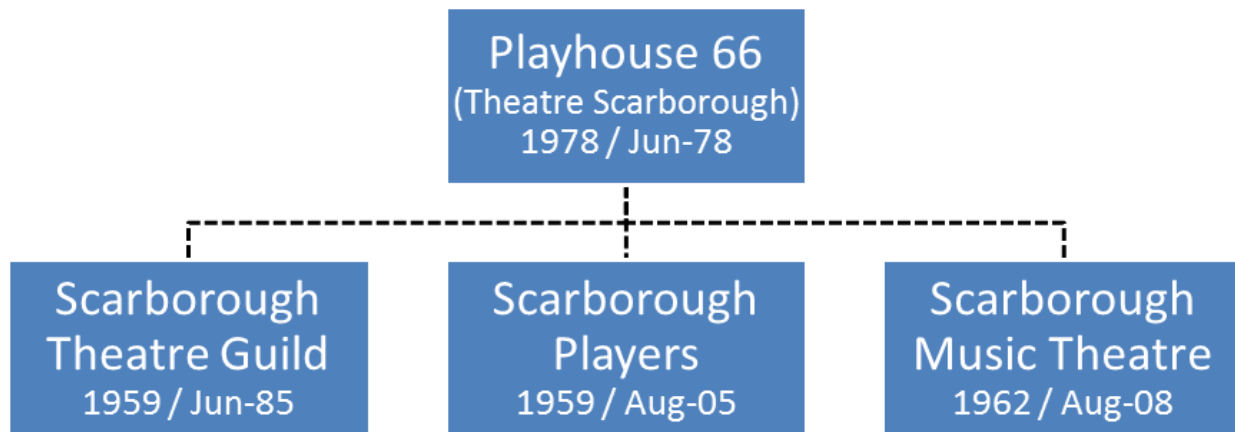 Playhouse 66
(Theatre Scarborough)
1978 / Jun-78
Scarborough
Theatre Guild
1959 / Jun-85
Scarborough
Players
1959 / Aug-05
Scarborough
Music Theatre
1962 / Aug-08